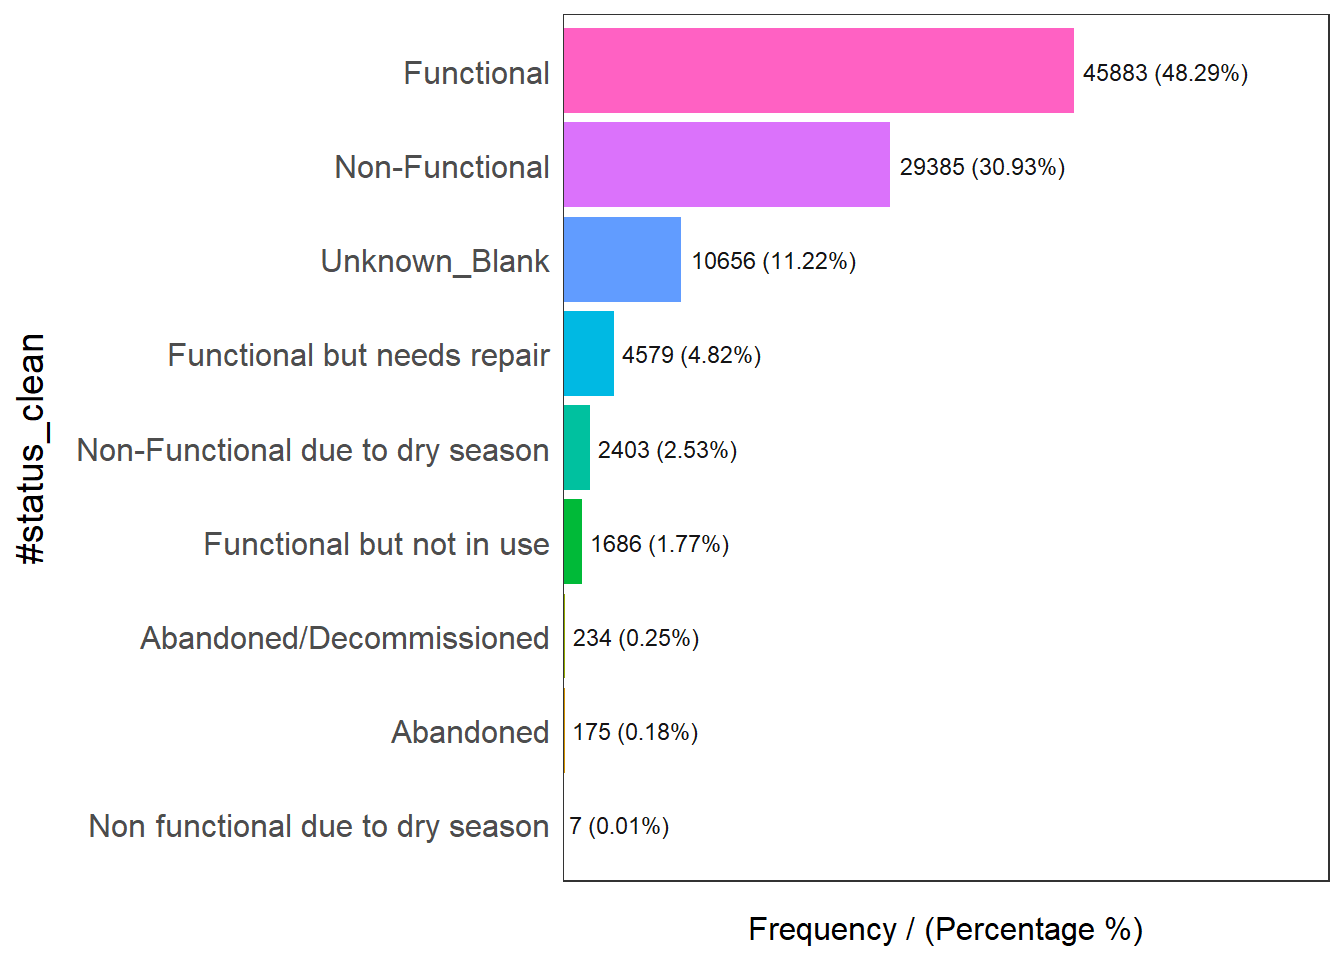 Functional 45883 (48.29%)
Non-Functional 29385 (30.93%)
Unknown_Blank 10656 (11.22%)
Functional but needs repair 4579 (4.82%)
Non-Functional due to dry season 2403 (2.53%)
Functional but not in use 1686 (1.77%)
Abandoned/Decommissioned 234 (0.25%)
Abandoned 175 (0.18%)
Non functional due to dry season 7 (0.01%)
#status_clean
Frequency / (Percentage %)